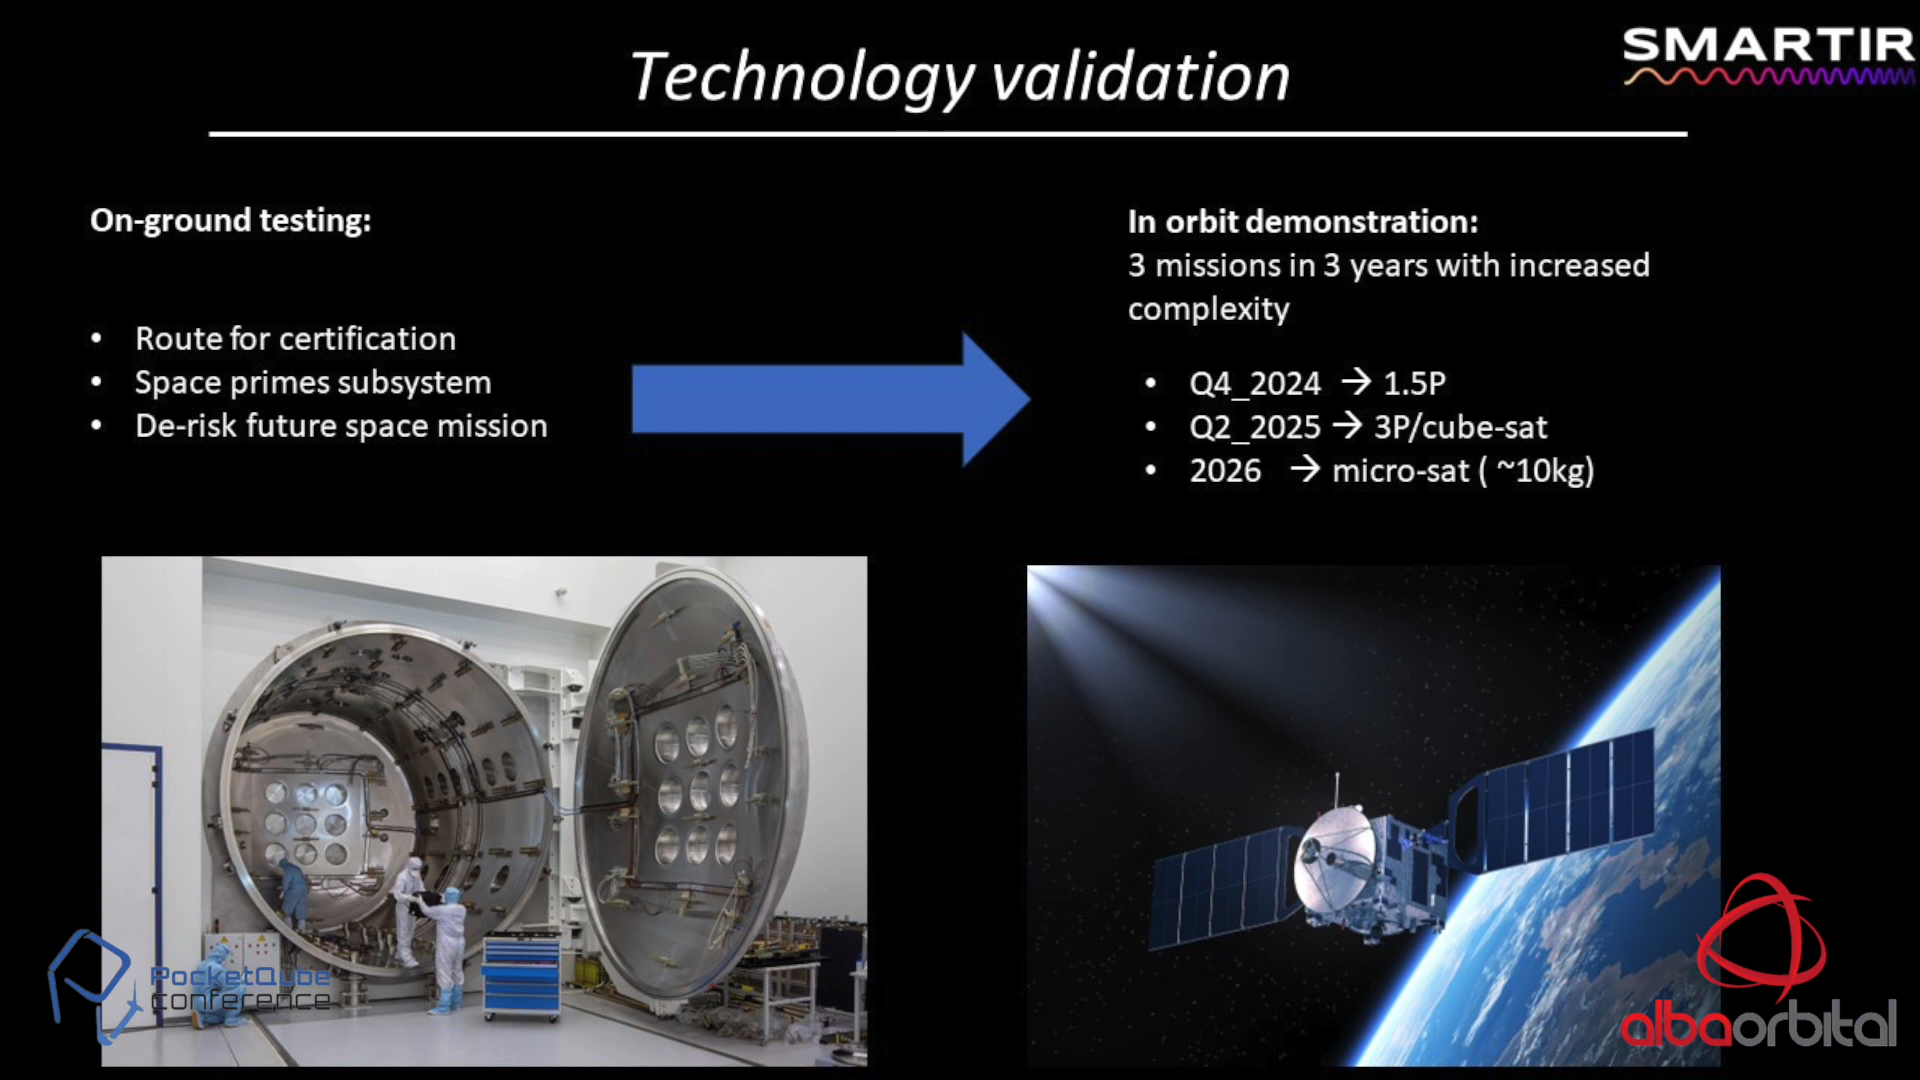 Technology validation
SMARTIR
On-ground testing:
• Route for certification
• Space primes subsystem
• De-risk future space mission
In orbit demonstration:
3 missions in 3 years with increased
complexity
• Q4_2024 → 1.5P
• Q2_2025 → 3P/cube-sat
• 2026 → micro-sat ( ~10kg)
PocketQube
conference
albaorbital